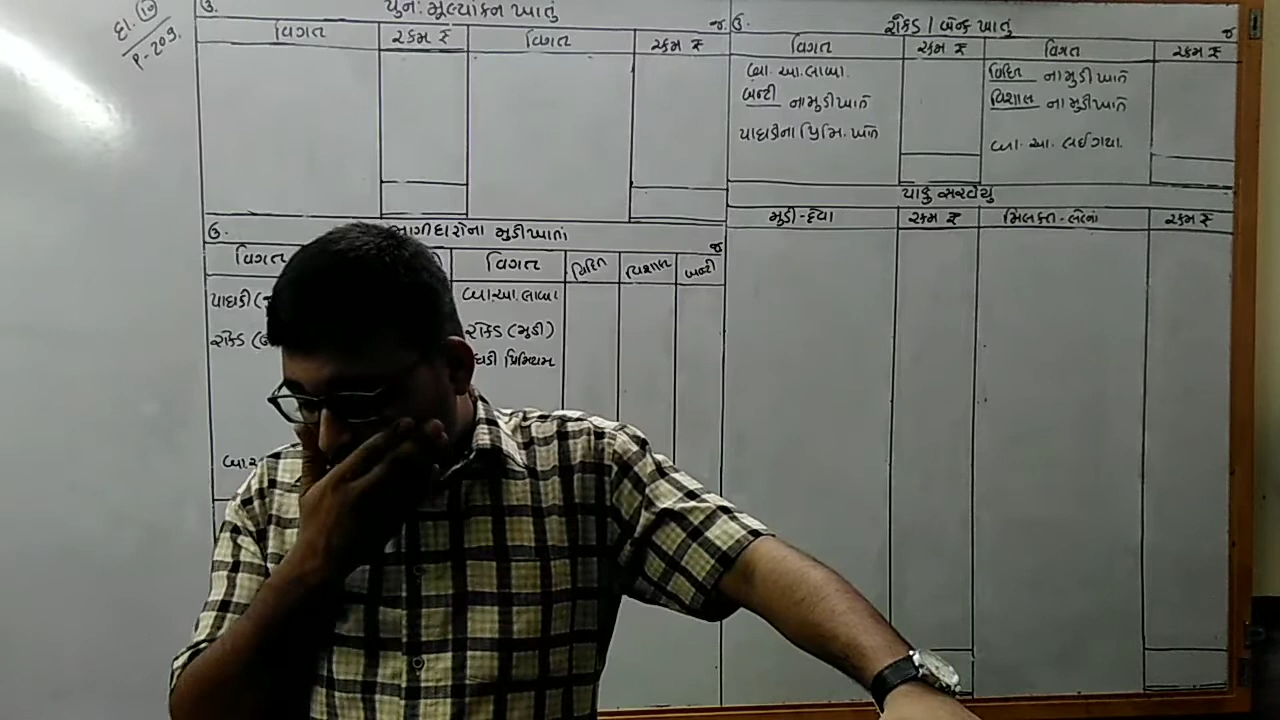 દા. 10
P-209.
ઉ. પુનઃમૂલ્યાંકન ખાતું જ
વિગત રકમ ₹ વિગત રકમ ₹
ઉ રોકડ / બેન્ક ખાતું જ
વિગત રકમ ₹ વિગત રકમ ₹
બા. આ. લાવ્યા. વિદિત ના મુડી ખાતે
બન્ટી ના મુડી ખાતે વિશાલ ના મુડી ખાતે
પાઘડીના પ્રિમિ. ખાતે
બા. આ. લઈ ગયા.
પાકુ સરવૈયુ
મુડી-દેવા રકમ ₹ મિલકત-લેણાં રકમ ₹
ઉ. ભાગીદારોના મુડી ખાતાં જ
વિગત વિગત વિદિત વિશાલ બન્ટી
પાઘડી બા.આ.લાવ્યા
રોકડ રોકડ (મુડી)
પ્રિમિયમ